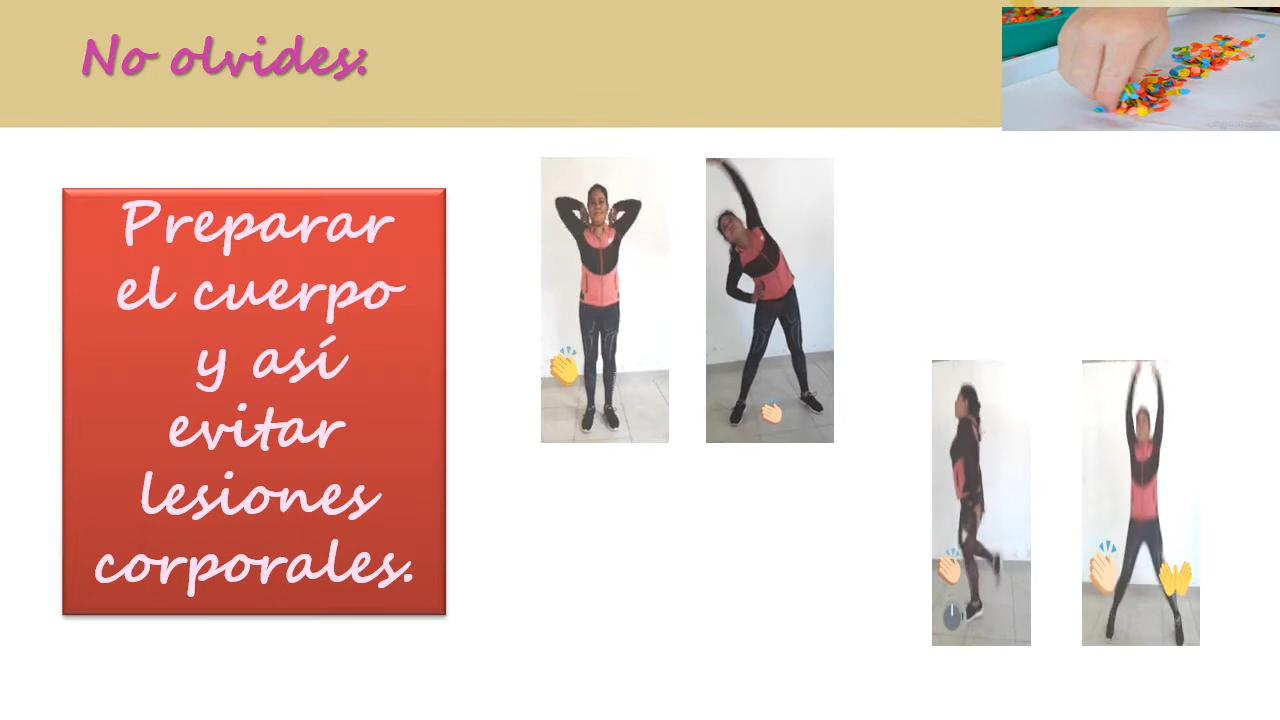 No olvides:
Preparar
el cuerpo
y así
evitar
lesiones
corporales.